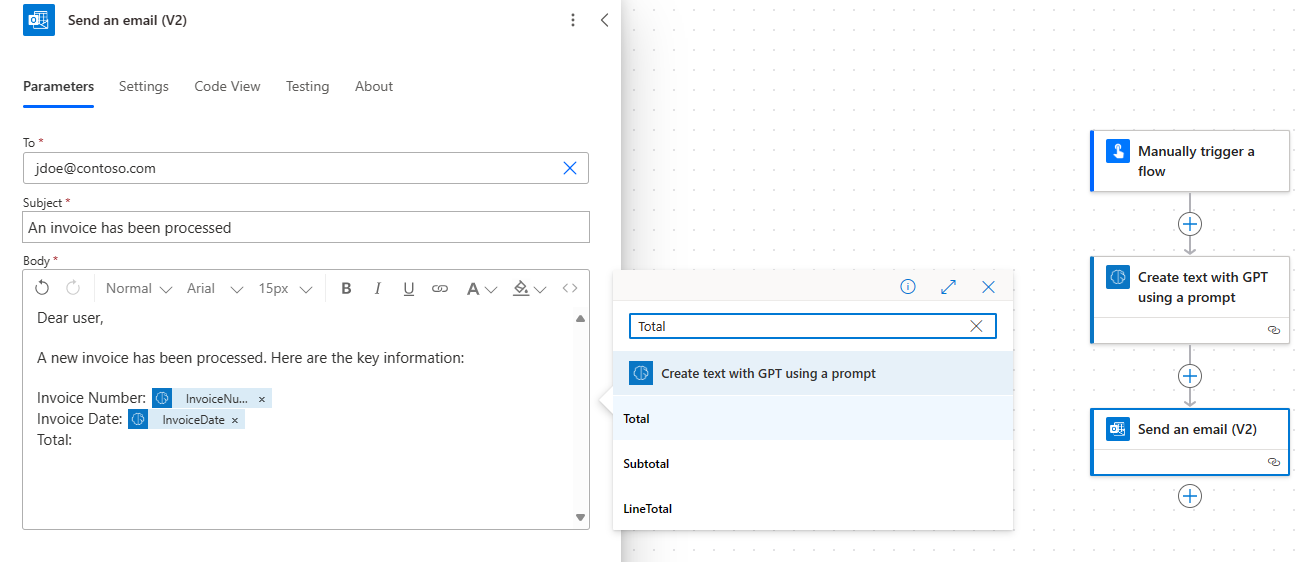 Send an email (V2)
Parameters Settings Code View Testing About
To *
jdoe@contoso.com
Subject *
An invoice has been processed
Body *
Normal Arial 15px B I U A
Dear user,
A new invoice has been processed. Here are the key information:
Invoice Number: InvoiceNu... ×
Invoice Date: InvoiceDate ×
Total:
Total
Create text with GPT using a prompt
Total
Subtotal
LineTotal
Manually trigger a
flow
Create text with GPT
using a prompt
Send an email (V2)